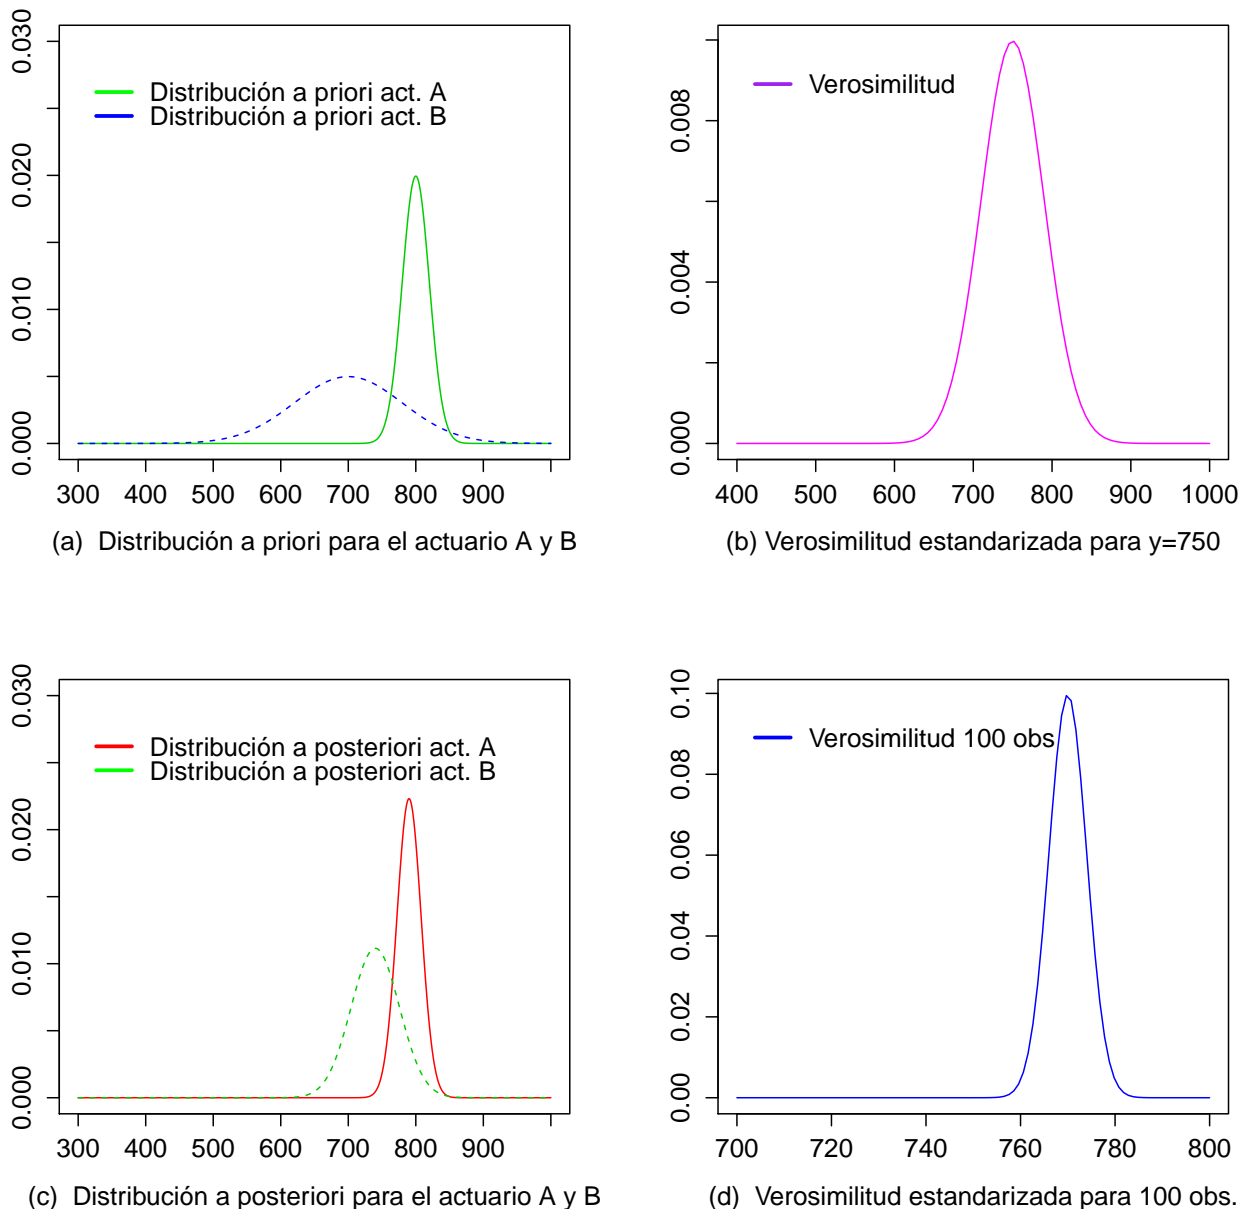 0.000 0.010 0.020 0.030
Distribución a priori act. A
Distribución a priori act. B
300 400 500 600 700 800 900
(a) Distribución a priori para el actuario A y B
0.000 0.004 0.008
Verosimilitud
400 500 600 700 800 900 1000
(b) Verosimilitud estandarizada para y=750
0.000 0.010 0.020 0.030
Distribución a posteriori act. A
Distribución a posteriori act. B
300 400 500 600 700 800 900
(c) Distribución a posteriori para el actuario A y B
0.00 0.02 0.04 0.06 0.08 0.10
Verosimilitud 100 obs
700 720 740 760 780 800
(d) Verosimilitud estandarizada para 100 obs.